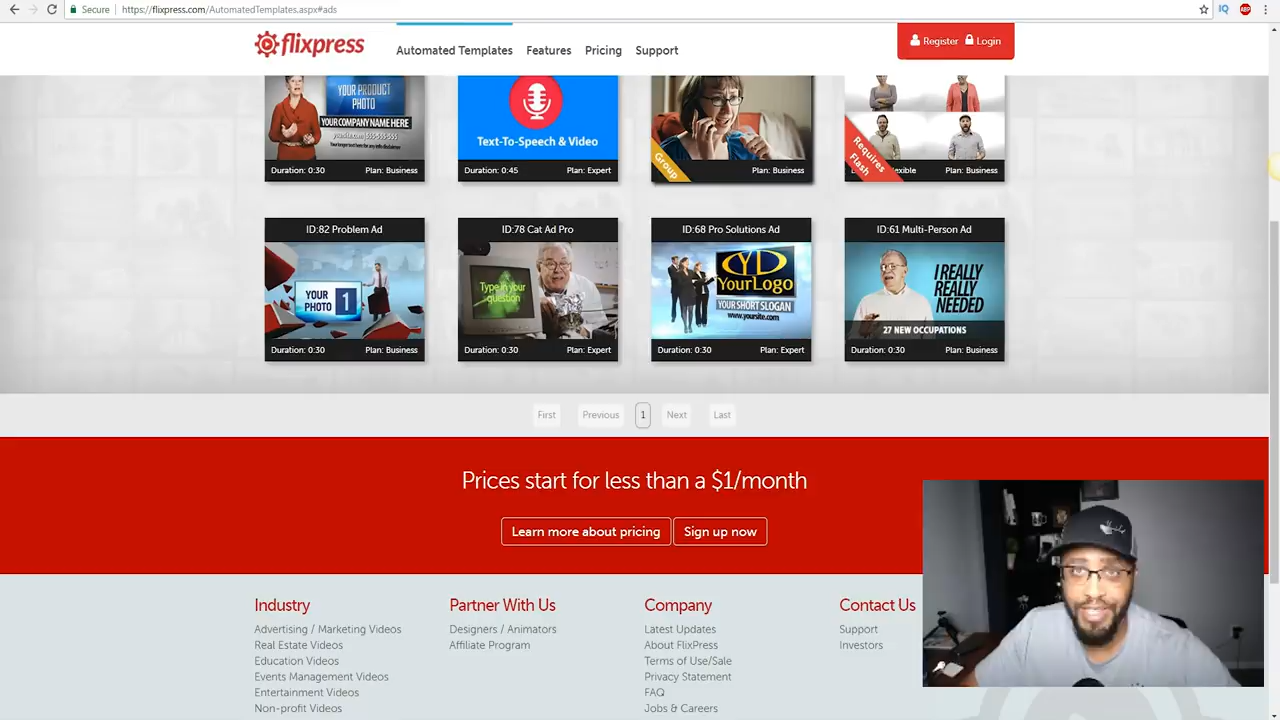 Secure
https://flixpress.com/AutomatedTemplates.aspx#ads
IQ
ABP
flixpress
Automated Templates
Features
Pricing
Support
Register
Login
YOUR PRODUCT
PHOTO
YOUR COMPANY NAME HERE
Duration: 0:30
Plan: Business
Text-To-Speech & Video
Duration: 0:45
Plan: Expert
Group
Plan: Business
Requires
Flash
Plan: Business
ID:82 Problem Ad
YOUR
PHOTO
1
Duration: 0:30
Plan: Business
ID:78 Cat Ad Pro
Type in your
question
Duration: 0:30
Plan: Expert
ID:68 Pro Solutions Ad
YD
YourLogo
YOUR SHORT SLOGAN
www.yoursite.com
Duration: 0:30
Plan: Expert
ID:61 Multi-Person Ad
I REALLY
REALLY
NEEDED
27 NEW OCCUPATIONS
Duration: 0:30
Plan: Business
First
Previous
1
Next
Last
Prices start for less than a $1/month
Learn more about pricing
Sign up now
Industry
Advertising / Marketing Videos
Real Estate Videos
Education Videos
Events Management Videos
Entertainment Videos
Non-profit Videos
Partner With Us
Designers / Animators
Affiliate Program
Company
Latest Updates
About FlixPress
Terms of Use/Sale
Privacy Statement
FAQ
Jobs & Careers
Contact Us
Support
Investors